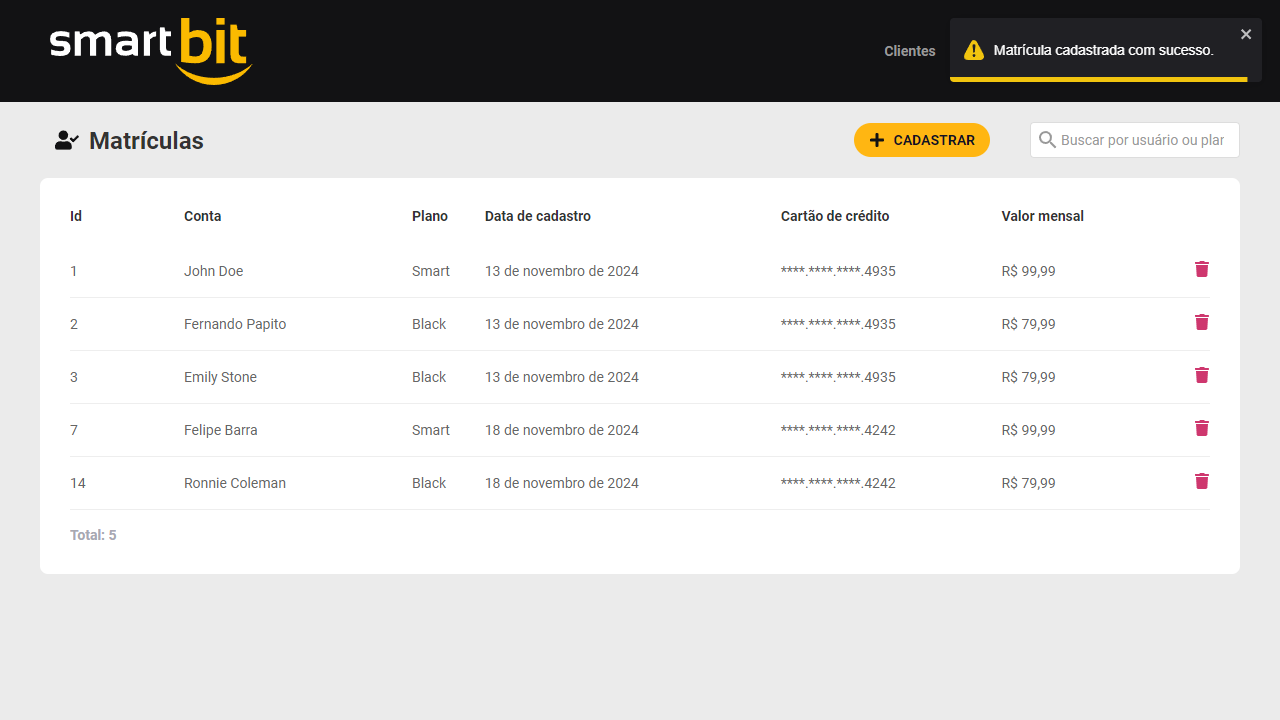 smartbit
Clientes
Matrícula cadastrada com sucesso.
Matrículas
CADASTRAR
Buscar por usuário ou plar
Id Conta Plano Data de cadastro Cartão de crédito Valor mensal
1 John Doe Smart 13 de novembro de 2024 ****.****.****.4935 R$ 99,99
2 Fernando Papito Black 13 de novembro de 2024 ****.****.****.4935 R$ 79,99
3 Emily Stone Black 13 de novembro de 2024 ****.****.****.4935 R$ 79,99
7 Felipe Barra Smart 18 de novembro de 2024 ****.****.****.4242 R$ 99,99
14 Ronnie Coleman Black 18 de novembro de 2024 ****.****.****.4242 R$ 79,99
Total: 5